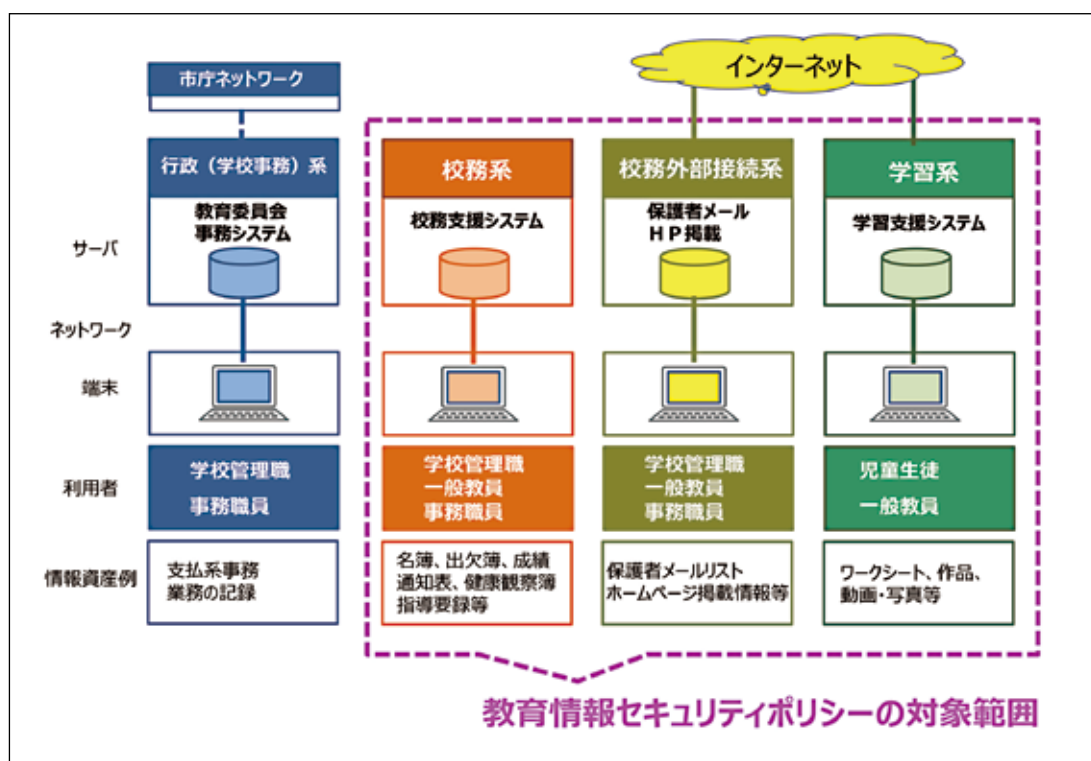 インターネット
市庁ネットワーク
行政（学校事務）系
校務系
校務外部接続系
学習系
サーバ
教育委員会
事務システム
校務支援システム
保護者メール
ＨＰ掲載
学習支援システム
ネットワーク
端末
利用者
学校管理職
事務職員
学校管理職
一般教員
事務職員
学校管理職
一般教員
事務職員
児童生徒
一般教員
情報資産例
支払系事務
業務の記録
名簿、出欠簿、成績
通知表、健康観察簿
指導要録等
保護者メールリスト
ホームページ掲載情報等
ワークシート、作品、
動画・写真等
教育情報セキュリティポリシーの対象範囲